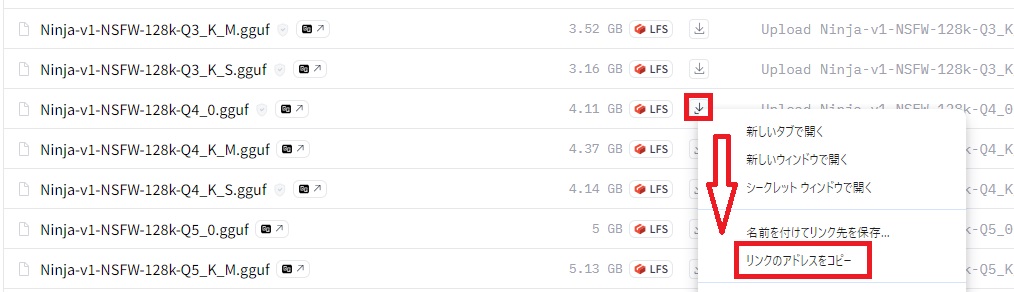 Ninja-v1-NSFW-128k-Q3_K_M.gguf 3.52 GB LFS Upload Ninja-v1-NSFW-128k-Q3_K
Ninja-v1-NSFW-128k-Q3_K_S.gguf 3.16 GB LFS Upload Ninja-v1-NSFW-128k-Q3_K
Ninja-v1-NSFW-128k-Q4_0.gguf 4.11 GB LFS Upload Ninja-v1-NSFW-128k-Q4_0
新しいタブで開く
Ninja-v1-NSFW-128k-Q4_K_M.gguf 4.37 GB LFS k-Q4_K
新しいウィンドウで開く
Ninja-v1-NSFW-128k-Q4_K_S.gguf 4.14 GB LFS k-Q4_K
シークレット ウィンドウで開く
Ninja-v1-NSFW-128k-Q5_0.gguf 5 GB LFS k-Q5_0
名前を付けてリンク先を保存...
Ninja-v1-NSFW-128k-Q5_K_M.gguf 5.13 GB LFS k-Q5_K
リンクのアドレスをコピー